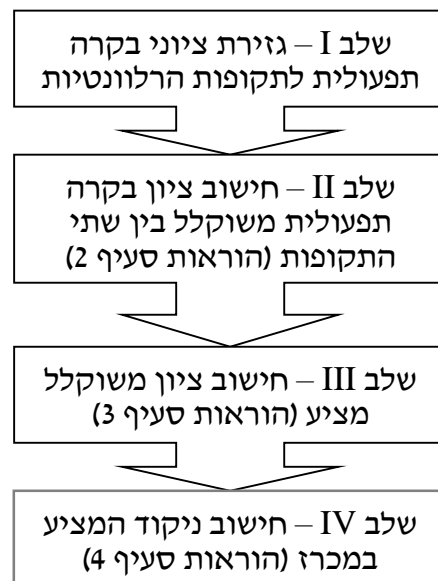 שלב I – גזירת ציוני בקרה
תפעולית לתקופות הרלוונטיות
שלב II – חישוב ציון בקרה
תפעולית משוקלל בין שתי
התקופות (הוראות סעיף 2)
שלב III – חישוב ציון משוקלל
מציע (הוראות סעיף 3)
שלב IV – חישוב ניקוד המציע
במכרז (הוראות סעיף 4)